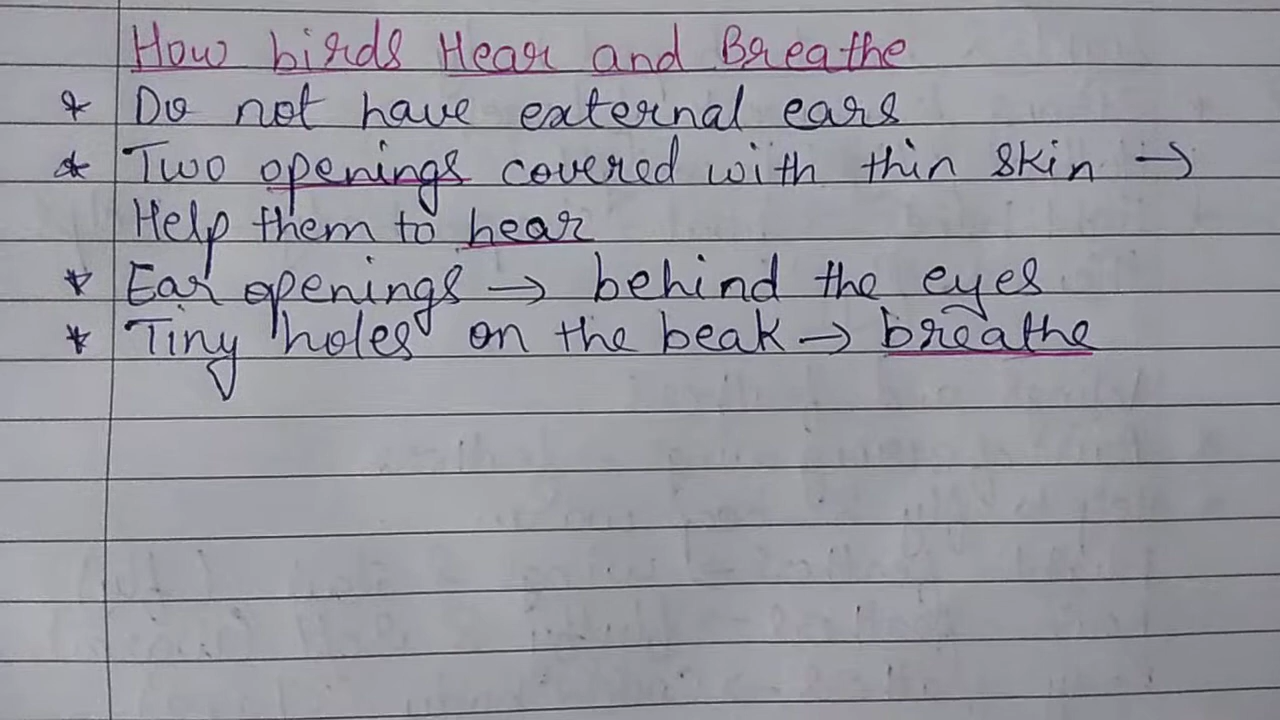 How birds Hear and Breathe
* Do not have external ears
* Two openings covered with thin skin →
Help them to hear
* Ear openings → behind the eyes
* Tiny holes on the beak → breathe